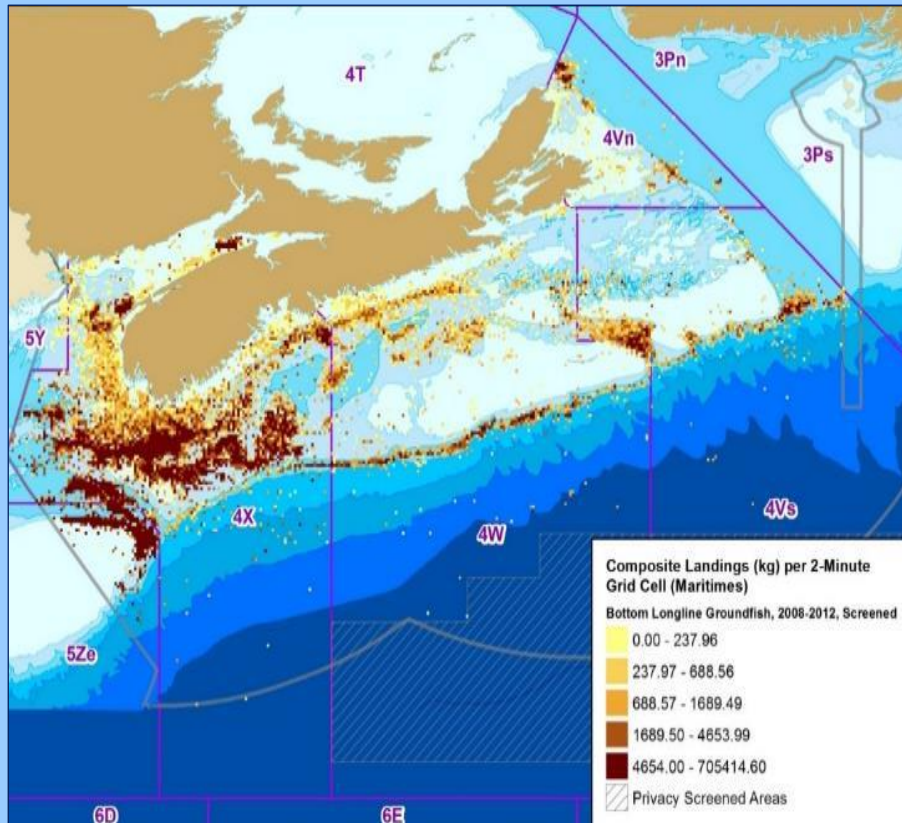 4T
3Pn
4Vn
3Ps
5Y
4X
4W
4Vs
5Ze
6D
6E
Composite Landings (kg) per 2-Minute
Grid Cell (Maritimes)
Bottom Longline Groundfish, 2008-2012, Screened
0.00 - 237.96
237.97 - 688.56
688.57 - 1689.49
1689.50 - 4653.99
4654.00 - 705414.60
Privacy Screened Areas